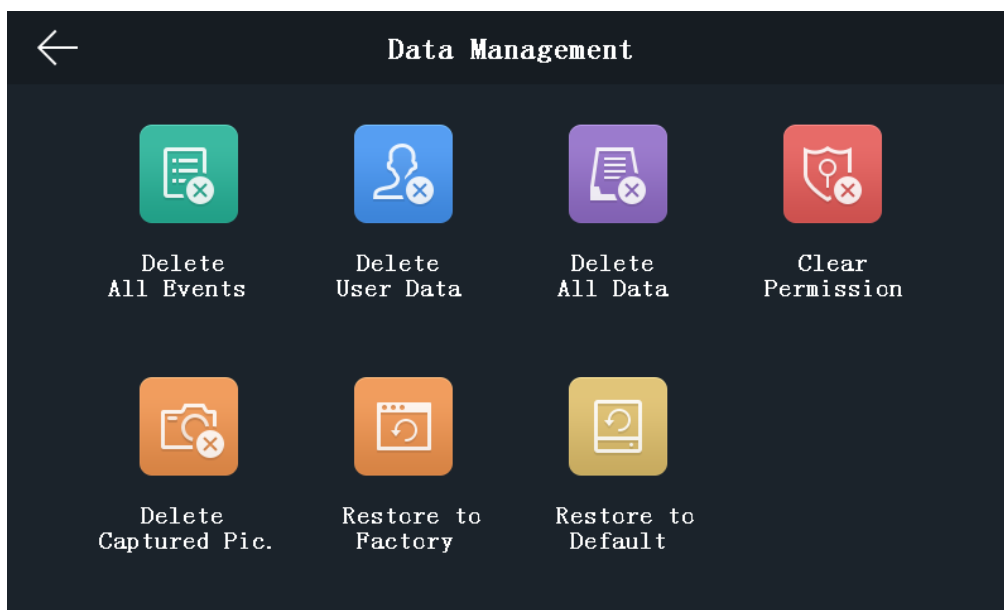 Data Management
Delete
All Events
Delete
User Data
Delete
All Data
Clear
Permission
Delete
Captured Pic.
Restore to
Factory
Restore to
Default